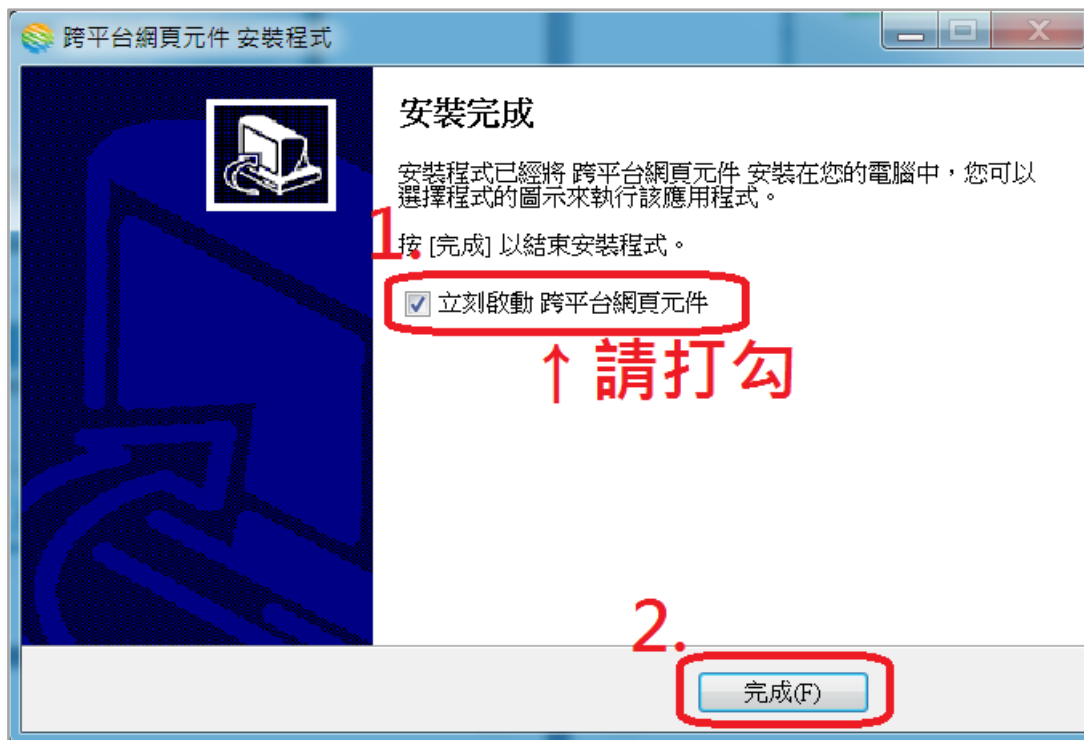 跨平台網頁元件 安裝程式
安裝完成
安裝程式已經將 跨平台網頁元件 安裝在您的電腦中，您可以
選擇程式的圖示來執行該應用程式。
1.
按 [完成] 以結束安裝程式。
立刻啟動 跨平台網頁元件
↑請打勾
2.
完成(F)